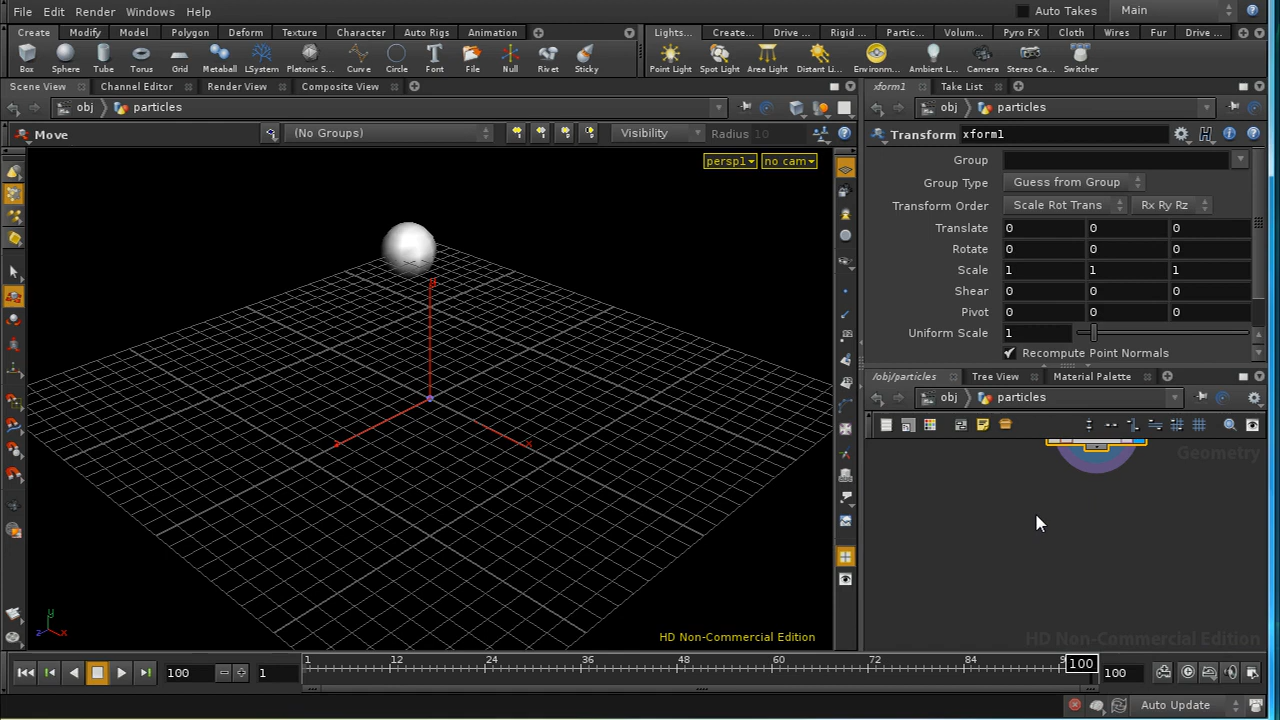 File Edit Render Windows Help Auto Takes Main
Create Modify Model Polygon Deform Texture Character Auto Rigs Animation Lights... Create... Drive ... Rigid ... Partic... Volum... Pyro FX Cloth Wires Fur Drive ...
Box Sphere Tube Torus Grid Metaball LSystem Platonic S... Curve Circle Font File Null Rivet Sticky Point Light Spot Light Area Light Distant Li... Environm... Ambient L... Camera Stereo Ca... Switcher
Scene View Channel Editor Render View Composite View xform1 Take List
obj particles obj particles
Move (No Groups) Visibility Radius 10 Transform xform1
persp1 no cam Group
Group Type Guess from Group
Transform Order Scale Rot Trans Rx Ry Rz
Translate 0 0 0
Rotate 0 0 0
Scale 1 1 1
Shear 0 0 0
Pivot 0 0 0
Uniform Scale 1
Recompute Point Normals
/obj/particles Tree View Material Palette
obj particles
Geometry
HD Non-Commercial Edition HD Non-Commercial Edition
100 1 1 12 24 36 48 60 72 84 100 100
Auto Update